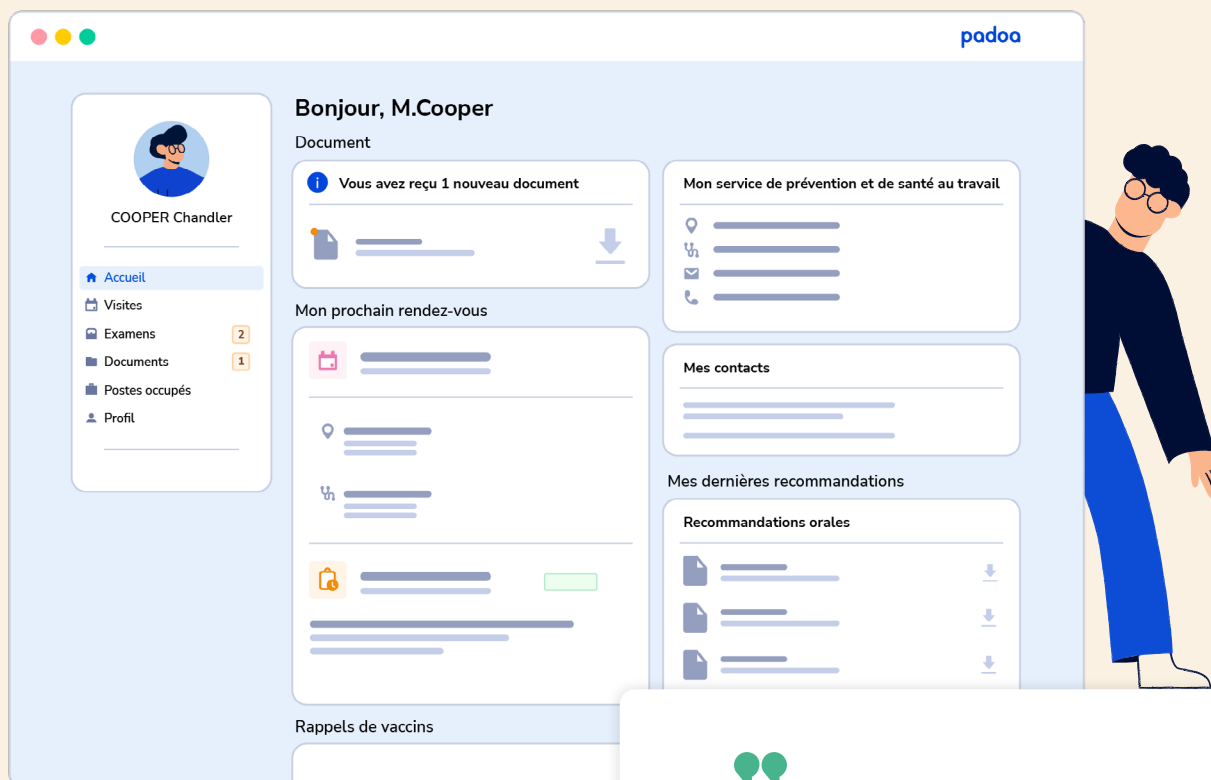 padoa
COOPER Chandler
Accueil
Visites
Examens 2
Documents 1
Postes occupés
Profil
Bonjour, M.Cooper
Document
Vous avez reçu 1 nouveau document
Mon prochain rendez-vous
Rappels de vaccins
Mon service de prévention et de santé au travail
Mes contacts
Mes dernières recommandations
Recommandations orales